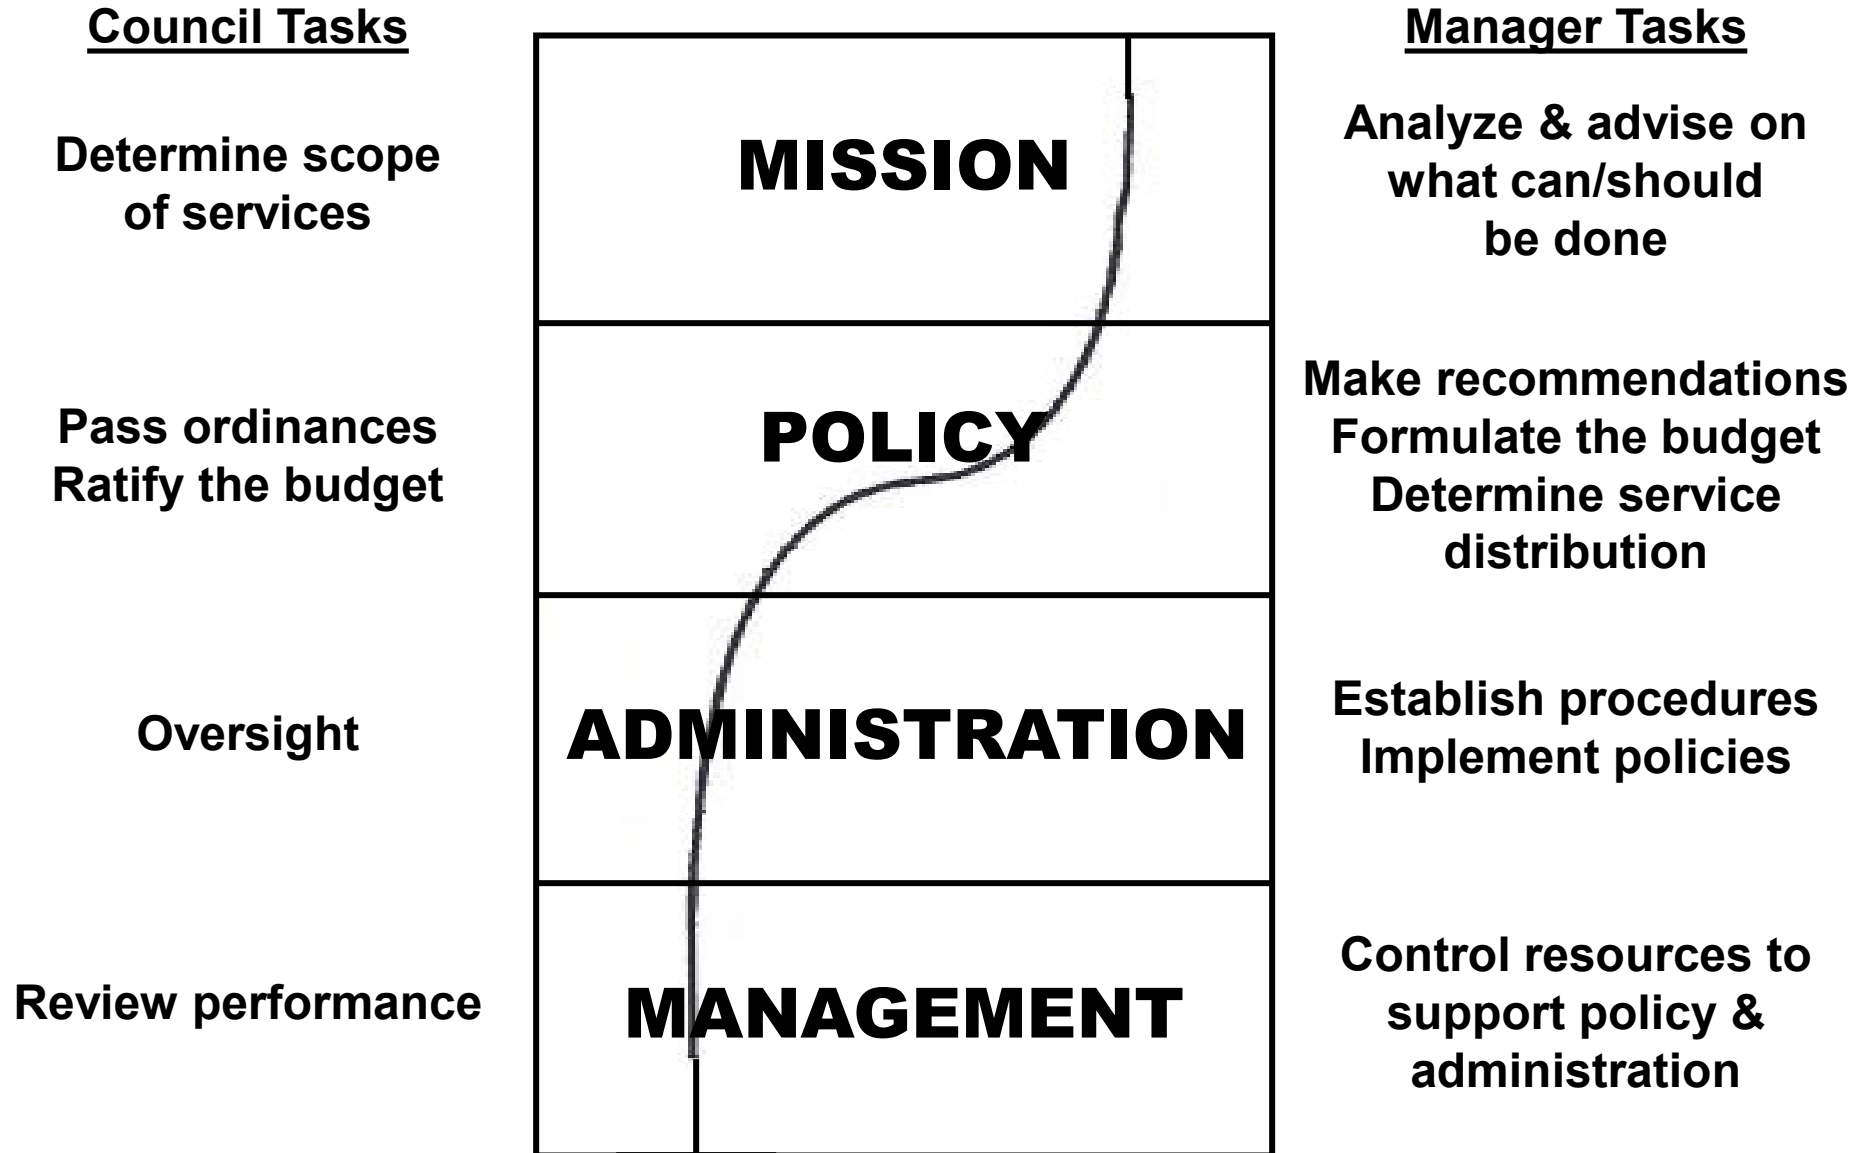 Council Tasks
Manager Tasks
Determine scope
of services
MISSION
Analyze & advise on
what can/should
be done
Pass ordinances
Ratify the budget
POLICY
Make recommendations
Formulate the budget
Determine service
distribution
Oversight
ADMINISTRATION
Establish procedures
Implement policies
Review performance
MANAGEMENT
Control resources to
support policy &
administration